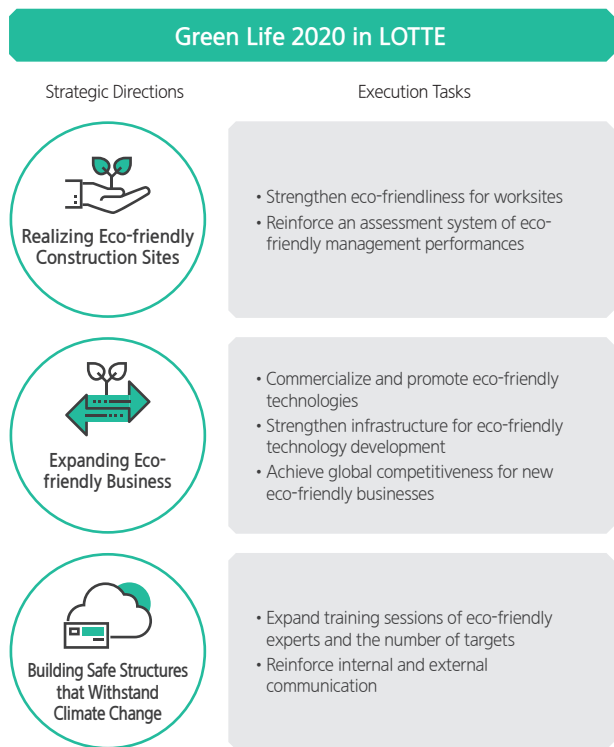 Green Life 2020 in LOTTE
Strategic Directions
Execution Tasks
Realizing Eco-friendly
Construction Sites
• Strengthen eco-friendliness for worksites
• Reinforce an assessment system of eco-
friendly management performances
Expanding Eco-
friendly Business
• Commercialize and promote eco-friendly
technologies
• Strengthen infrastructure for eco-friendly
technology development
• Achieve global competitiveness for new
eco-friendly businesses
Building Safe Structures
that Withstand
Climate Change
• Expand training sessions of eco-friendly
experts and the number of targets
• Reinforce internal and external
communication